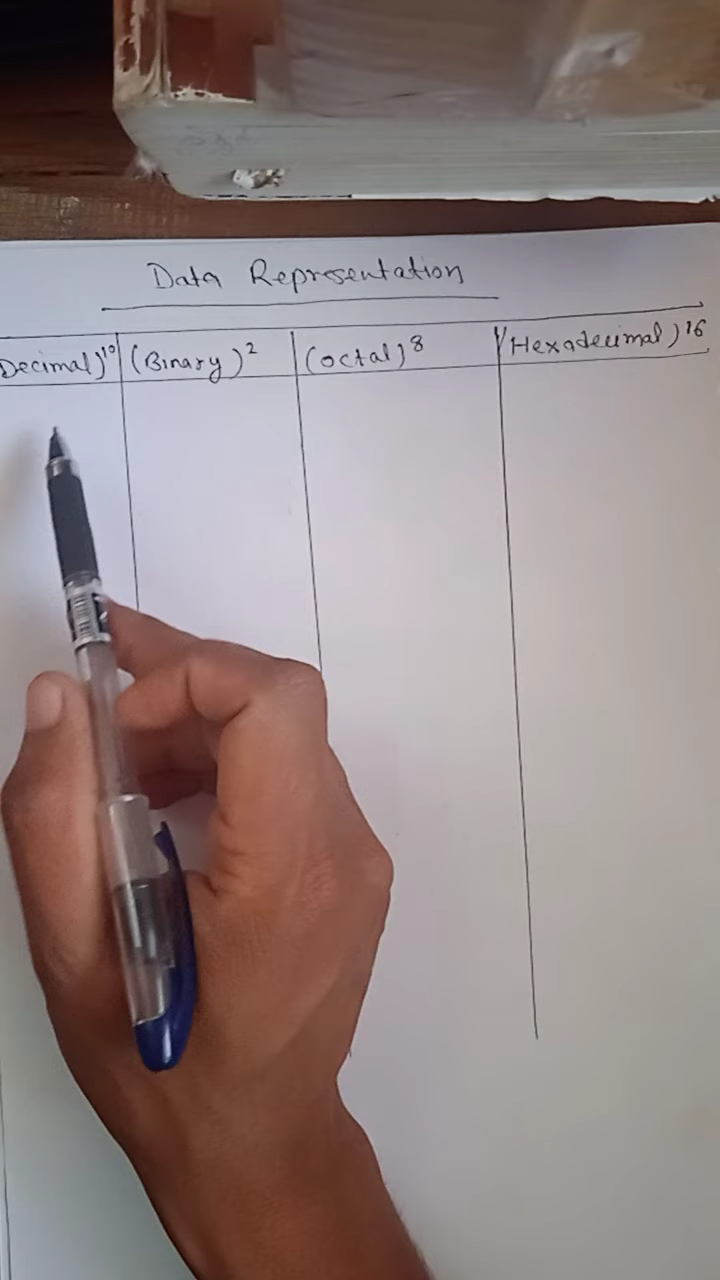 Data Representation
Decimal)¹⁰ (Binary)² (octal)⁸ (Hexadecimal)¹⁶